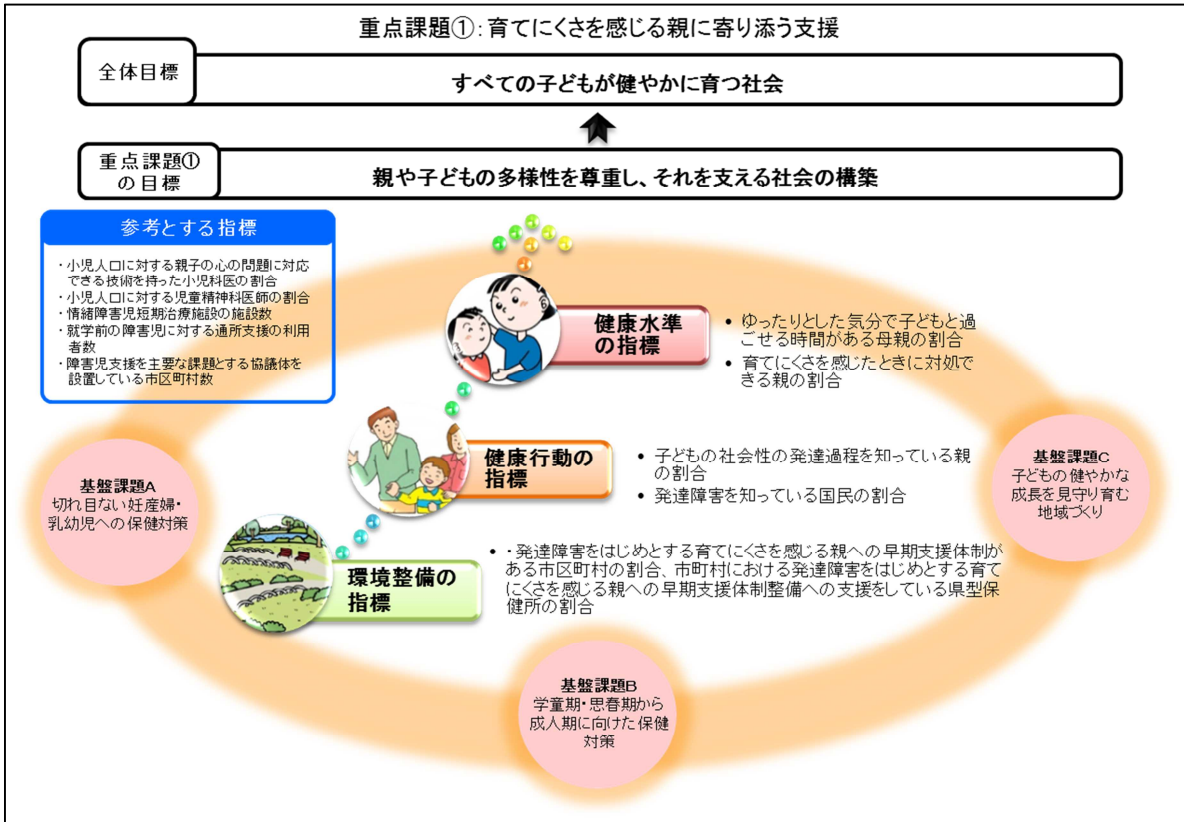 重点課題①：育てにくさを感じる親に寄り添う支援
全体目標
すべての子どもが健やかに育つ社会
重点課題①
の目標
親や子どもの多様性を尊重し、それを支える社会の構築
参考とする指標
・小児人口に対する親子の心の問題に対応
できる技術を持った小児科医の割合
・小児人口に対する児童精神科医師の割合
・情緒障害児短期治療施設の施設数
・就学前の障害児に対する通所支援の利用
者数
・障害児支援を主要な課題とする協議体を
設置している市区町村数
健康水準
の指標
• ゆったりとした気分で子どもと過
ごせる時間がある母親の割合
• 育てにくさを感じたときに対処で
きる親の割合
健康行動の
指標
• 子どもの社会性の発達過程を知っている親
の割合
• 発達障害を知っている国民の割合
環境整備の
指標
• ・発達障害をはじめとする育てにくさを感じる親への早期支援体制が
ある市区町村の割合、市町村における発達障害をはじめとする育て
にくさを感じる親への早期支援体制整備への支援をしている県型保
健所の割合
基盤課題A
切れ目ない妊産婦・
乳幼児への保健対策
基盤課題B
学童期・思春期から
成人期に向けた保健
対策
基盤課題C
子どもの健やかな
成長を見守り育む
地域づくり